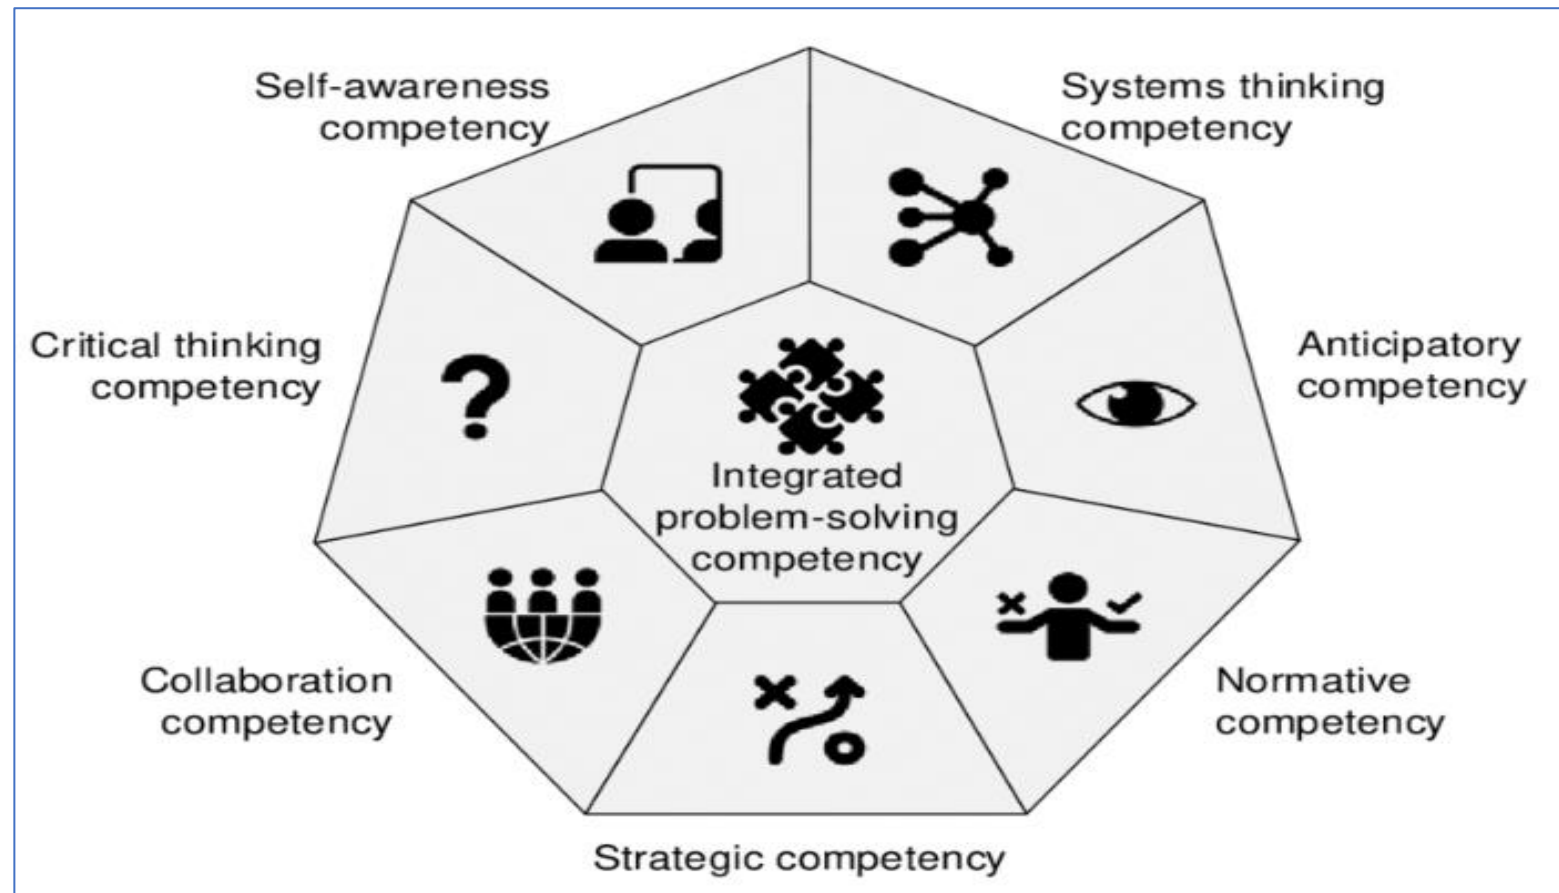 Self-awareness
competency
Systems thinking
competency
Critical thinking
competency
Anticipatory
competency
Integrated
problem-solving
competency
Collaboration
competency
Normative
competency
Strategic competency